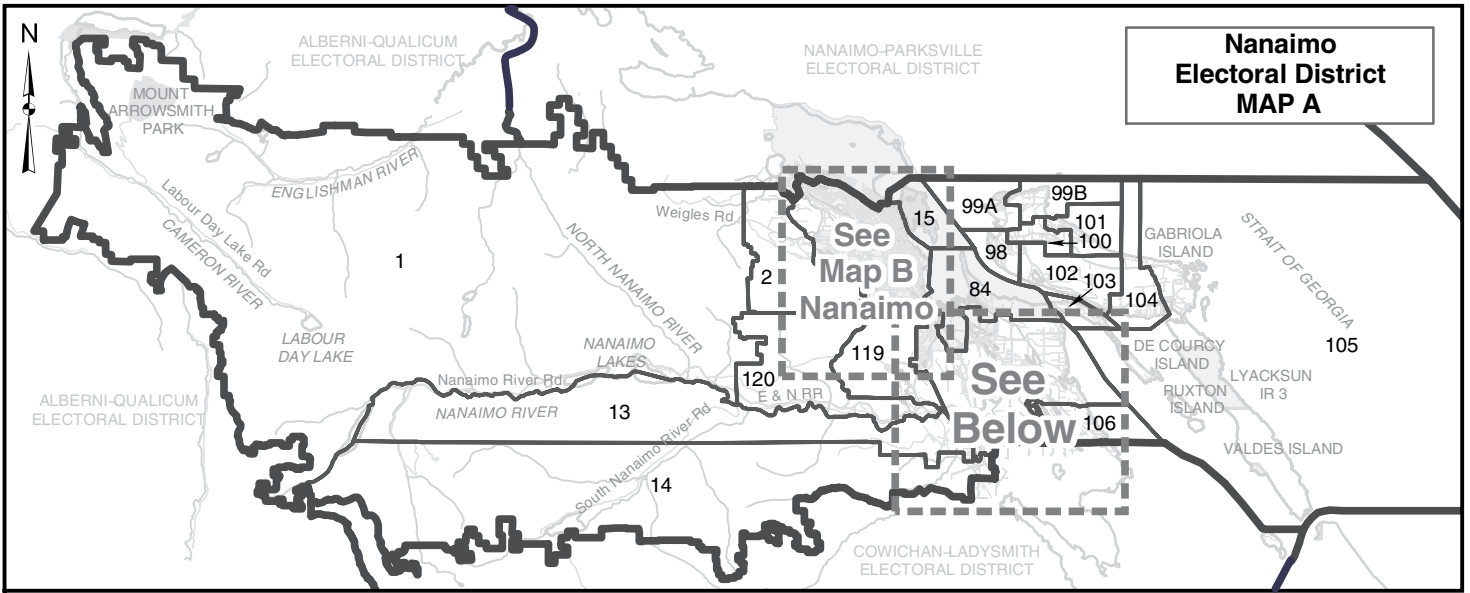 N
ALBERNI-QUALICUM
ELECTORAL DISTRICT
NANAIMO-PARKSVILLE
ELECTORAL DISTRICT
Nanaimo
Electoral District
MAP A
MOUNT
ARROWSMITH
PARK
ENGLISHMAN RIVER
Labour Day Lake Rd
CAMERON RIVER
LABOUR
DAY LAKE
1
Weigles Rd
NORTH NANAIMO RIVER
2
See
Map B
Nanaimo
15
99A
99B
101
100
98
102
103
104
84
GABRIOLA
ISLAND
STRAIT OF GEORGIA
105
DE COURCY
ISLAND
LYACKSUN
IR 3
RUXTON
ISLAND
VALDES ISLAND
NANAIMO
LAKES
119
120
E & N RR
Nanaimo River Rd
NANAIMO RIVER
13
See
Below
106
ALBERNI-QUALICUM
ELECTORAL DISTRICT
South Nanaimo River Rd
14
COWICHAN-LADYSMITH
ELECTORAL DISTRICT